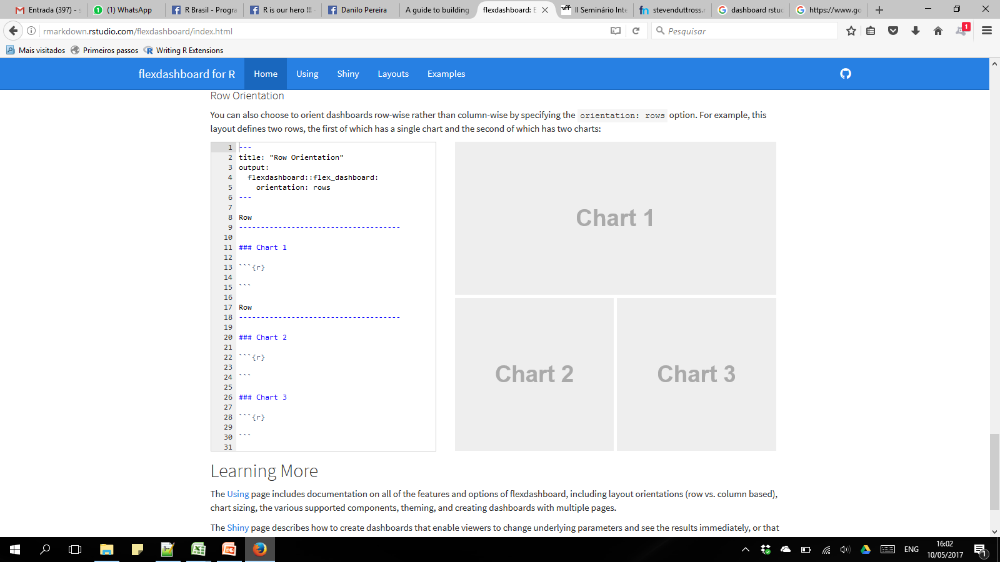 Entrada (397) - s
(1) WhatsApp
R Brasil - Progra
R is our hero !!! -
Danilo Pereira
A guide to building
flexdashboard: E
uff II Seminário Inte
fn stevenduttross.r
dashboard rstud
https://www.go
rmarkdown.rstudio.com/flexdashboard/index.html
Pesquisar
1
Mais visitados Primeiros passos Writing R Extensions
flexdashboard for R Home Using Shiny Layouts Examples
Row Orientation
You can also choose to orient dashboards row-wise rather than column-wise by specifying the orientation: rows option. For example, this
layout defines two rows, the first of which has a single chart and the second of which has two charts:
1 ---
2 title: "Row Orientation"
3 output:
4 flexdashboard::flex_dashboard:
5 orientation: rows
6 ---
7
8 Row
9 -------------------------------------
10
11 ### Chart 1
12
13 ```{r}
14
15 ```
16
17 Row
18 -------------------------------------
19
20 ### Chart 2
21
22 ```{r}
23
24 ```
25
26 ### Chart 3
27
28 ```{r}
29
30 ```
31
Chart 1
Chart 2
Chart 3
Learning More
The Using page includes documentation on all of the features and options of flexdashboard, including layout orientations (row vs. column based),
chart sizing, the various supported components, theming, and creating dashboards with multiple pages.
The Shiny page describes how to create dashboards that enable viewers to change underlying parameters and see the results immediately, or that
ENG
16:02
10/05/2017
1